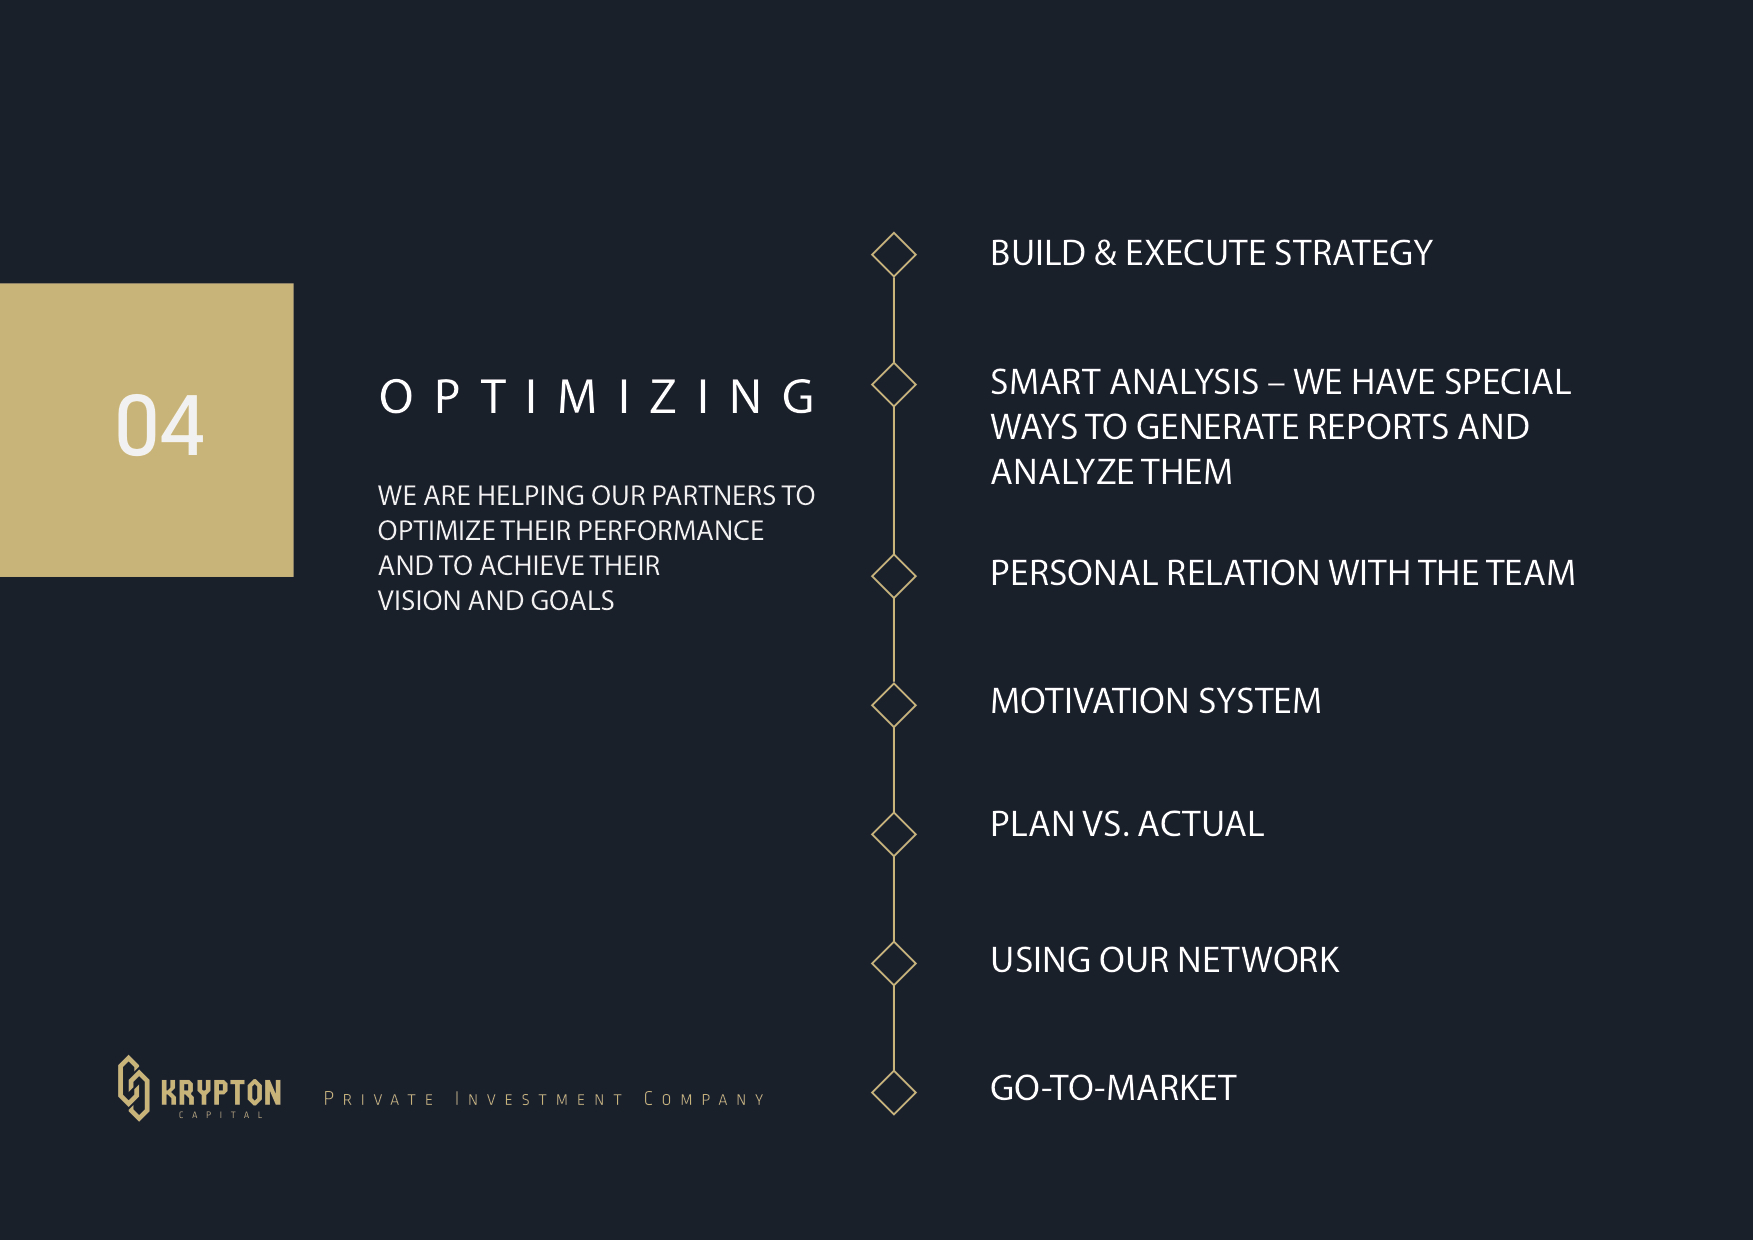 04
OPTIMIZING
WE ARE HELPING OUR PARTNERS TO
OPTIMIZE THEIR PERFORMANCE
AND TO ACHIEVE THEIR
VISION AND GOALS
BUILD & EXECUTE STRATEGY
SMART ANALYSIS – WE HAVE SPECIAL
WAYS TO GENERATE REPORTS AND
ANALYZE THEM
PERSONAL RELATION WITH THE TEAM
MOTIVATION SYSTEM
PLAN VS. ACTUAL
USING OUR NETWORK
GO-TO-MARKET
KRYPTON
CAPITAL
PRIVATE INVESTMENT COMPANY